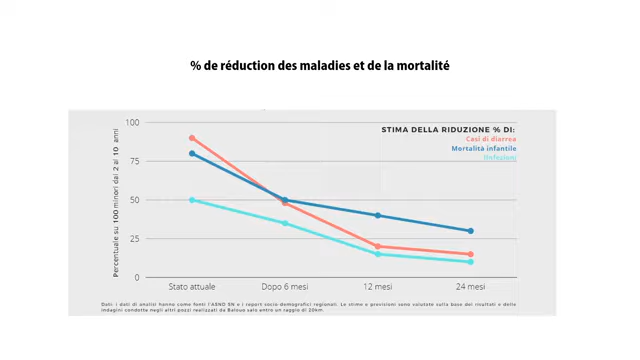 % de réduction des maladies et de la mortalité
STIMA DELLA RIDUZIONE % DI:
Casi di diarrea
Mortalità infantile
Infezioni
Percentuale su 100 minori dai 2 ai 10 anni
100
75
50
25
0
Stato attuale Dopo 6 mesi 12 mesi 24 mesi
Dati: i dati di analisi hanno come fonti l'ASNO SN e i report socio-demografici regionali. Le stime e previsioni sono valutate sulla base dei risultati e delle
indagini condotte negli altri pozzi realizzati da Balouo salo entro un raggio di 20km